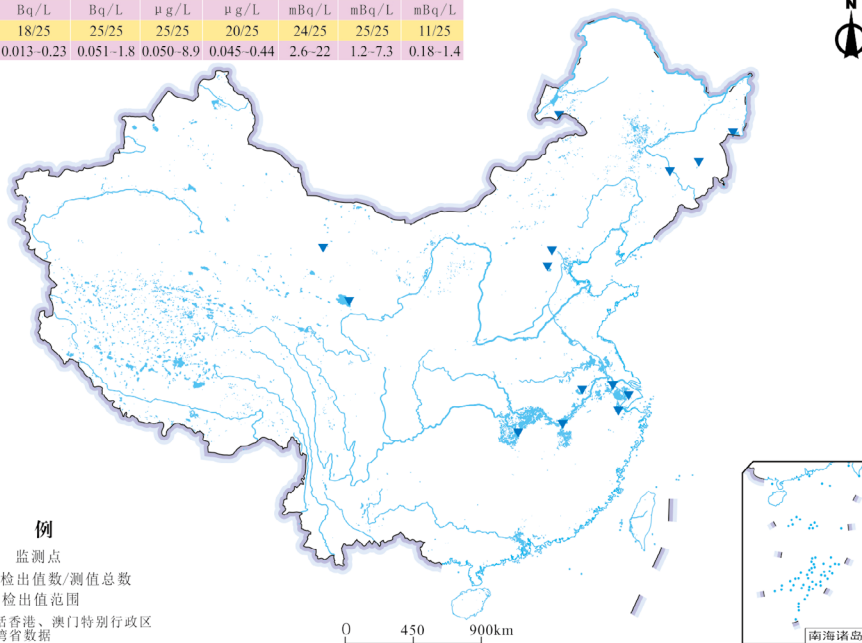 Bq/L Bq/L μg/L μg/L mBq/L mBq/L mBq/L
18/25 25/25 25/25 20/25 24/25 25/25 11/25
0.013~0.23 0.051~1.8 0.050~8.9 0.045~0.44 2.6~22 1.2~7.3 0.18~1.4
N
例
监测点
检出值数/测值总数
检出值范围
括香港、澳门特别行政区
湾省数据
0 450 900km
南海诸岛